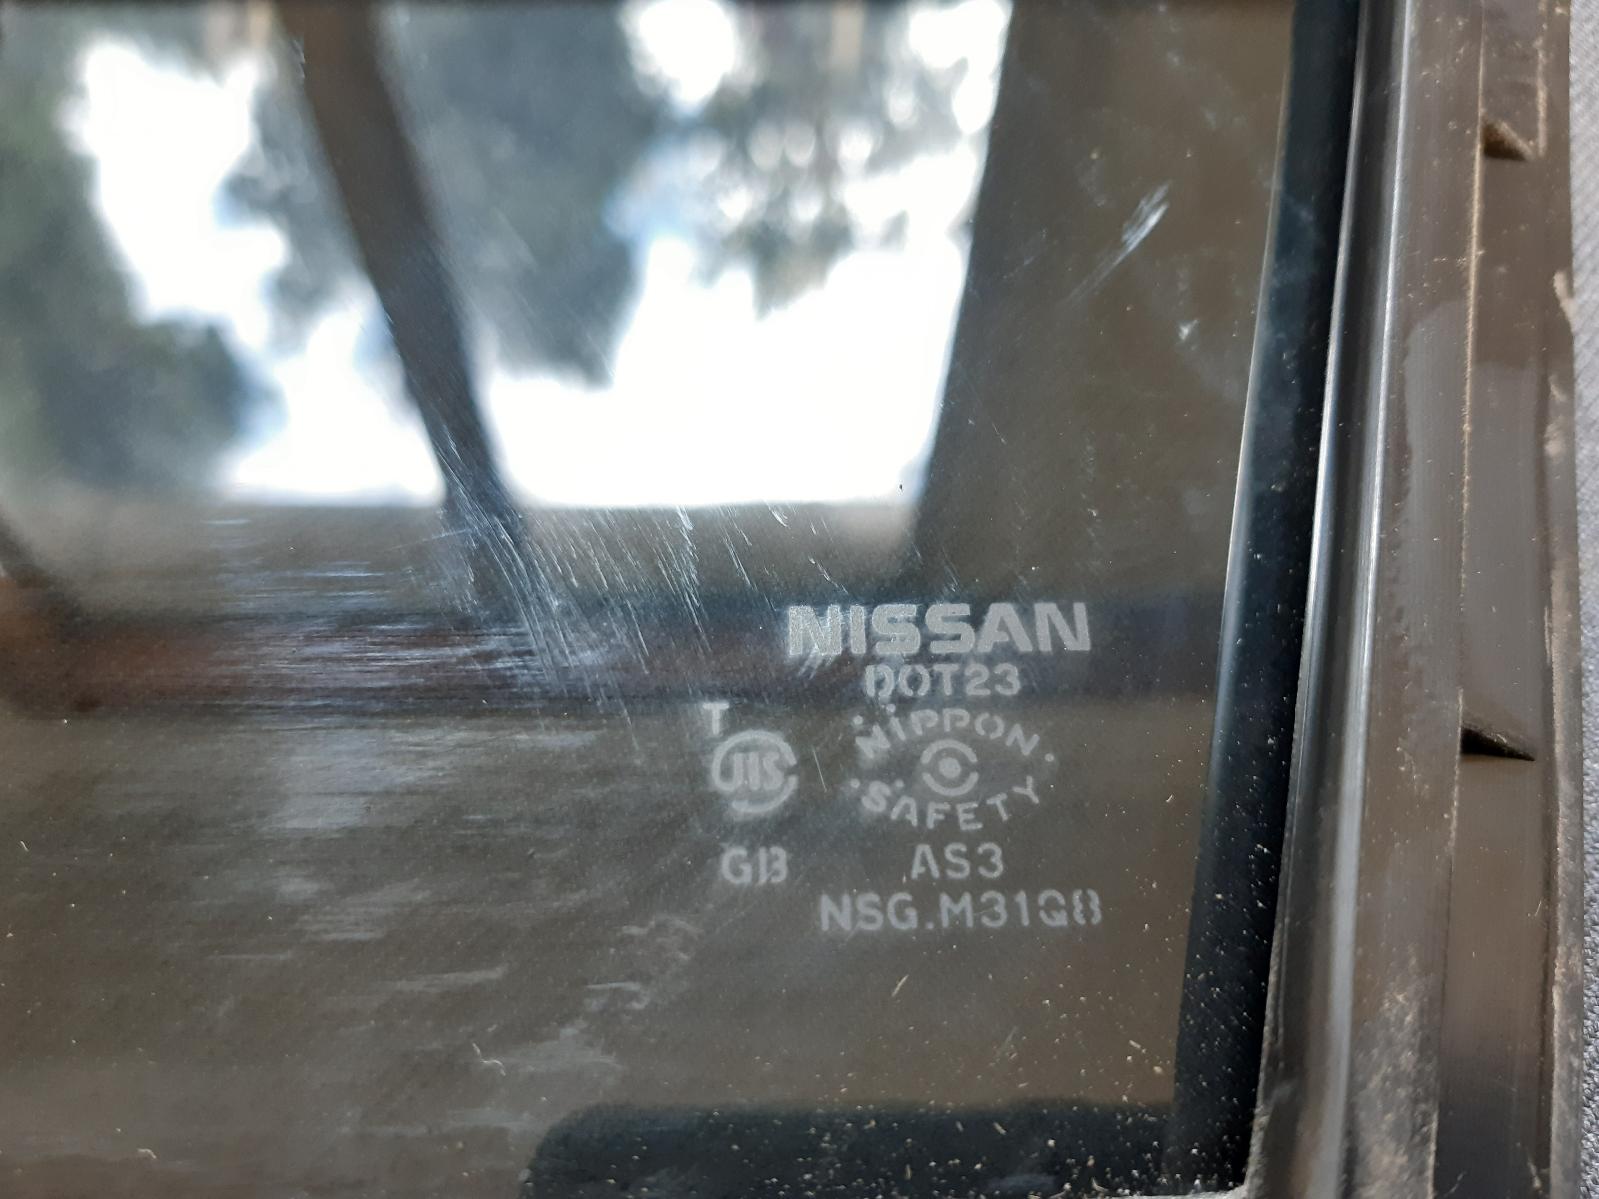 NISSAN
DOT23
T
NIPPON
JIS
SAFETY
GB
AS3
NSG.M31Q8